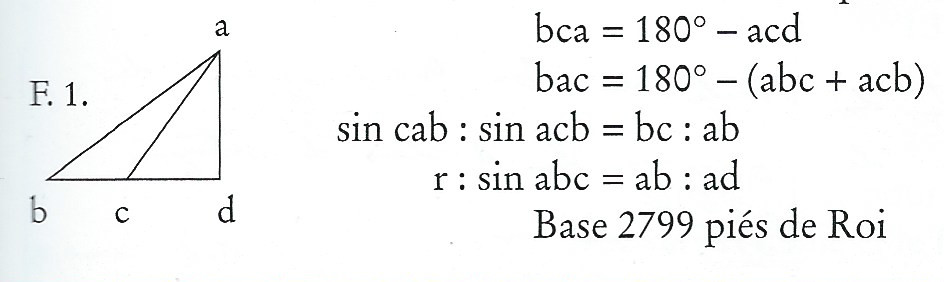 a
F. 1.
b c d
bca = 180° – acd
bac = 180° – (abc + acb)
sin cab : sin acb = bc : ab
r : sin abc = ab : ad
Base 2799 piés de Roi